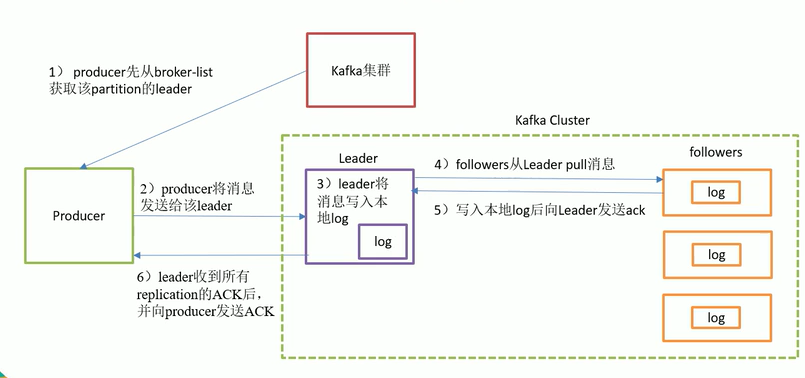 Kafka集群
1） producer先从broker-list
获取该partition的leader
Kafka Cluster
Leader
followers
Producer
2）producer将消息
发送给该leader
3）leader将
消息写入本
地log
log
4）followers从Leader pull消息
5）写入本地log后向Leader发送ack
log
log
log
6）leader收到所有
replication的ACK后，
并向producer发送ACK